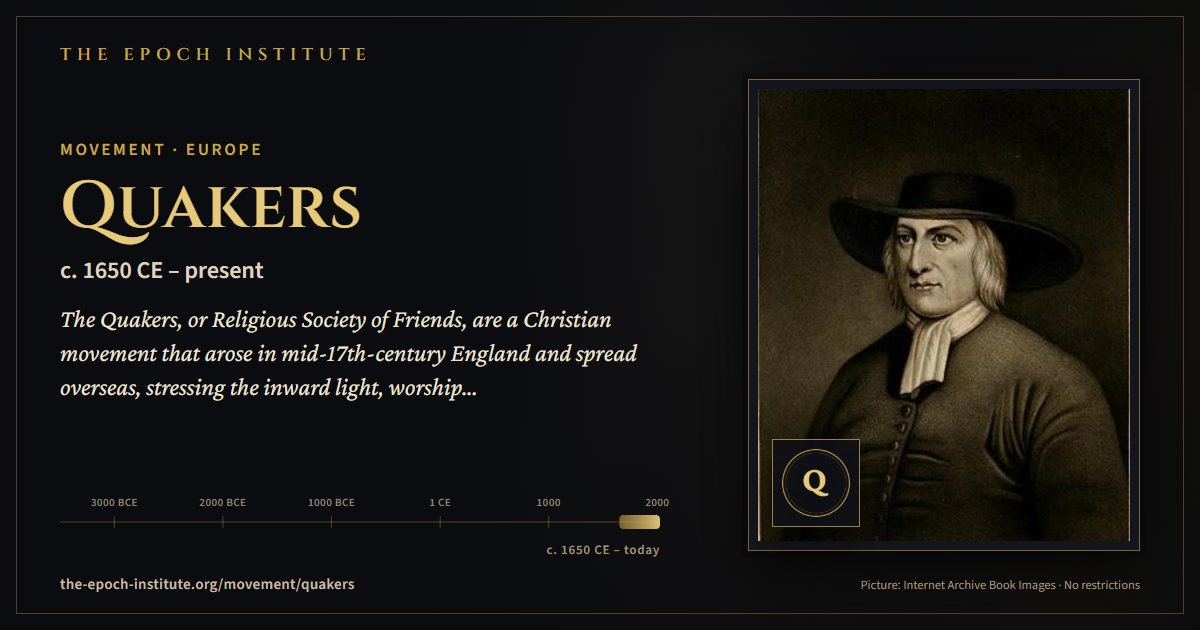 THE EPOCH INSTITUTE
MOVEMENT · EUROPE
QUAKERS
c. 1650 CE – present
The Quakers, or Religious Society of Friends, are a Christian
movement that arose in mid-17th-century England and spread
overseas, stressing the inward light, worship...
Q
3000 BCE 2000 BCE 1000 BCE 1 CE 1000 2000
c. 1650 CE – today
the-epoch-institute.org/movement/quakers
Picture: Internet Archive Book Images · No restrictions